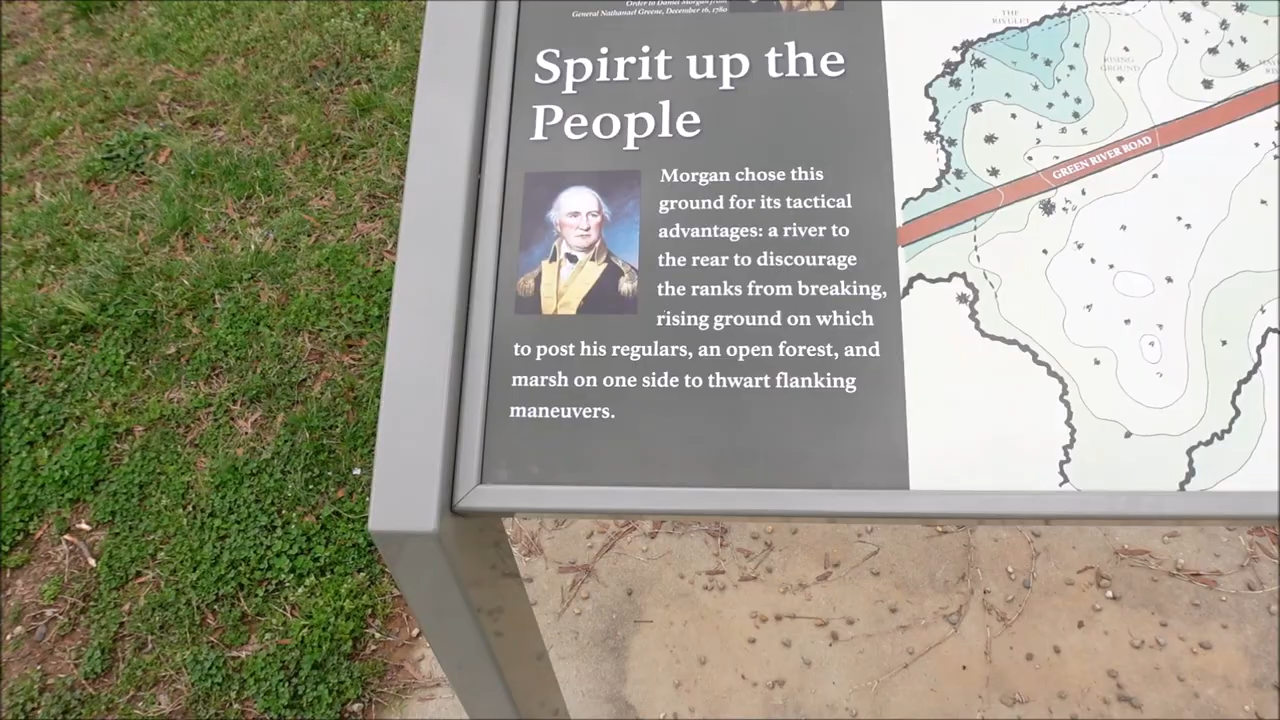 Order to Daniel Morgan from
General Nathanael Greene, December 16, 1780
Spirit up the
People
Morgan chose this
ground for its tactical
advantages: a river to
the rear to discourage
the ranks from breaking,
rising ground on which
to post his regulars, an open forest, and
marsh on one side to thwart flanking
maneuvers.
THE
RIVULET
RISING
GROUND
GREEN RIVER ROAD